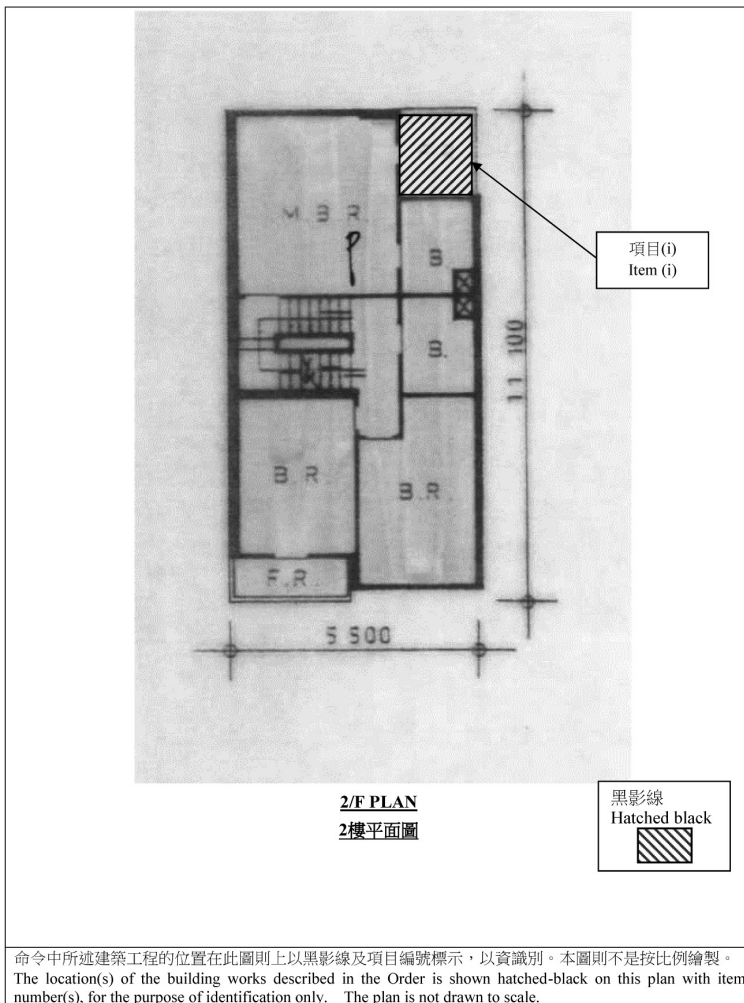 M.B.R.
P
B
B.
B.R.
B.R.
F.R.
項目(i)
Item (i)
11 100
5 500
2/F PLAN
2樓平面圖
黑影線
Hatched black
命令中所述建築工程的位置在此圖則上以黑影線及項目編號標示，以資識別。本圖則不是按比例繪製。
The location(s) of the building works described in the Order is shown hatched-black on this plan with item
number(s), for the purpose of identification only. The plan is not drawn to scale.